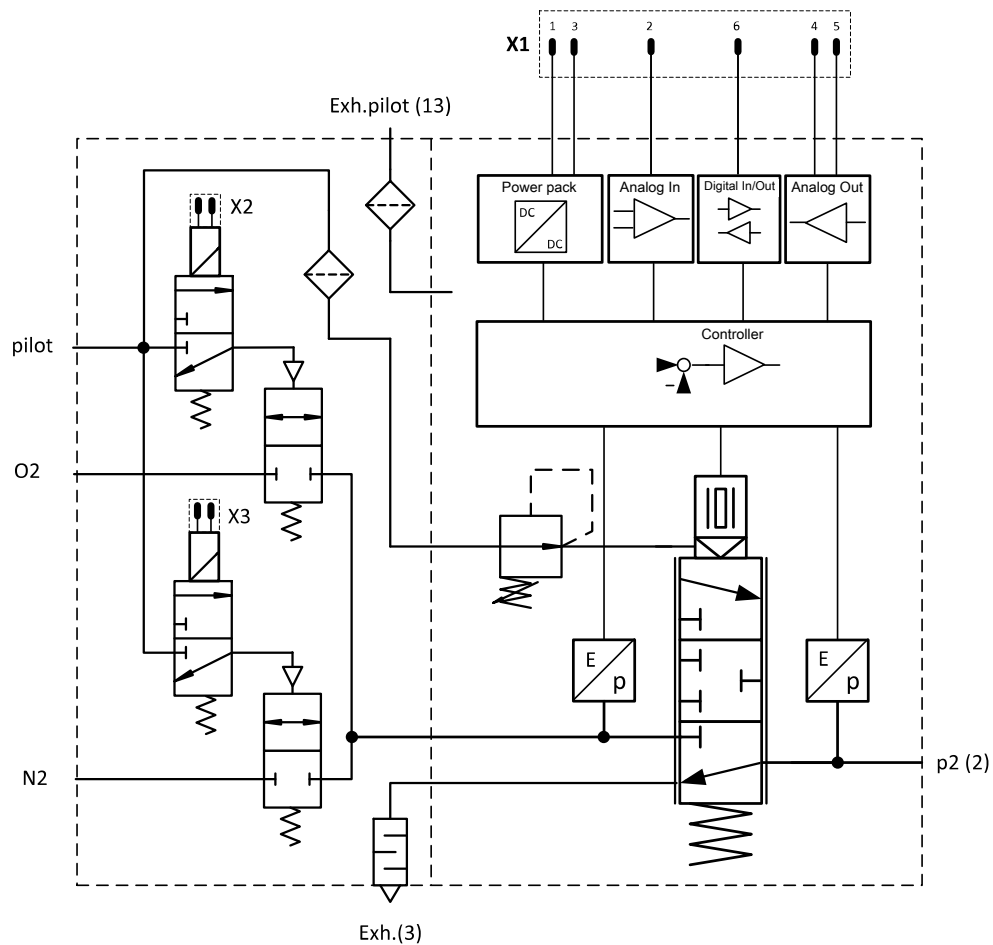 1 3 2 6 4 5
X1
Exh.pilot (13)
Power pack
Analog In
Digital In/Out
Analog Out
DC
DC
X2
Controller
pilot
O2
X3
E
p
E
p
N2
p2 (2)
Exh.(3)